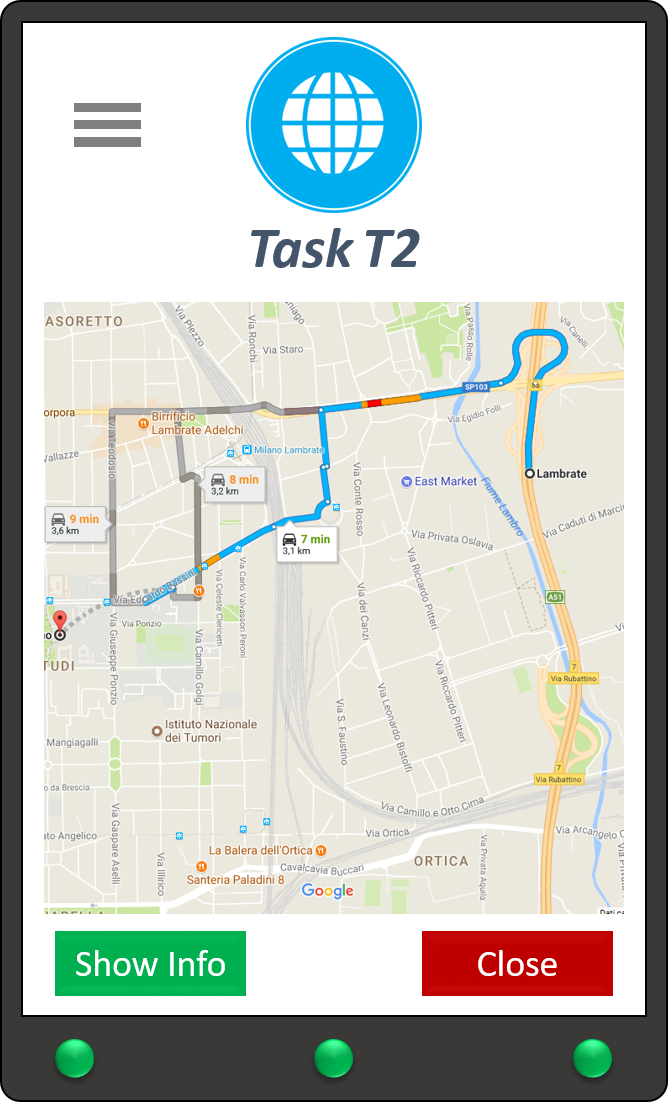 Task T2
ASORETTO
Via Plezzo
Via Ronchi
Via Staro
Via Passo Rolle
Via Canelli
SP103
orpora
Birrificio
Lambrate Adelchi
Via Egidio Folli
Via Teodosio
Milano Lambrate
Vallazze
8 min
3,2 km
East Market
Lambrate
Fiume Lambro
Via Conte Rosso
9 min
3,6 km
Via Caduti di Marcin
7 min
3,1 km
Via Privata Oslavia
Via Edoardo Bassini
A51
Via Riccardo Pitteri
Via dei Canzi
Via Celeste Clericetti
Via Carlo Valvassori Peroni
Via Ponzio
no
TUDI
Via Giuseppe Ponzio
Via Camillo Golgi
7
Via Rubattino
Via Riccardo Pitteri
Via Leonardo Bistolfi
Via S. Faustino
Istituto Nazionale
dei Tumori
Mangiagalli
7
Via Rubattino
o da Brescia
Via Camillo e Otto Cima
Via Gaspare Aselli
ato Angelico
Via Ortica
Via Arcangelo C
Via Illirico
La Balera dell'Ortica
ORTICA
Via Privata Aquila
Cavalcavia Buccari
Santeria Paladini 8
Google
Show Info
Close